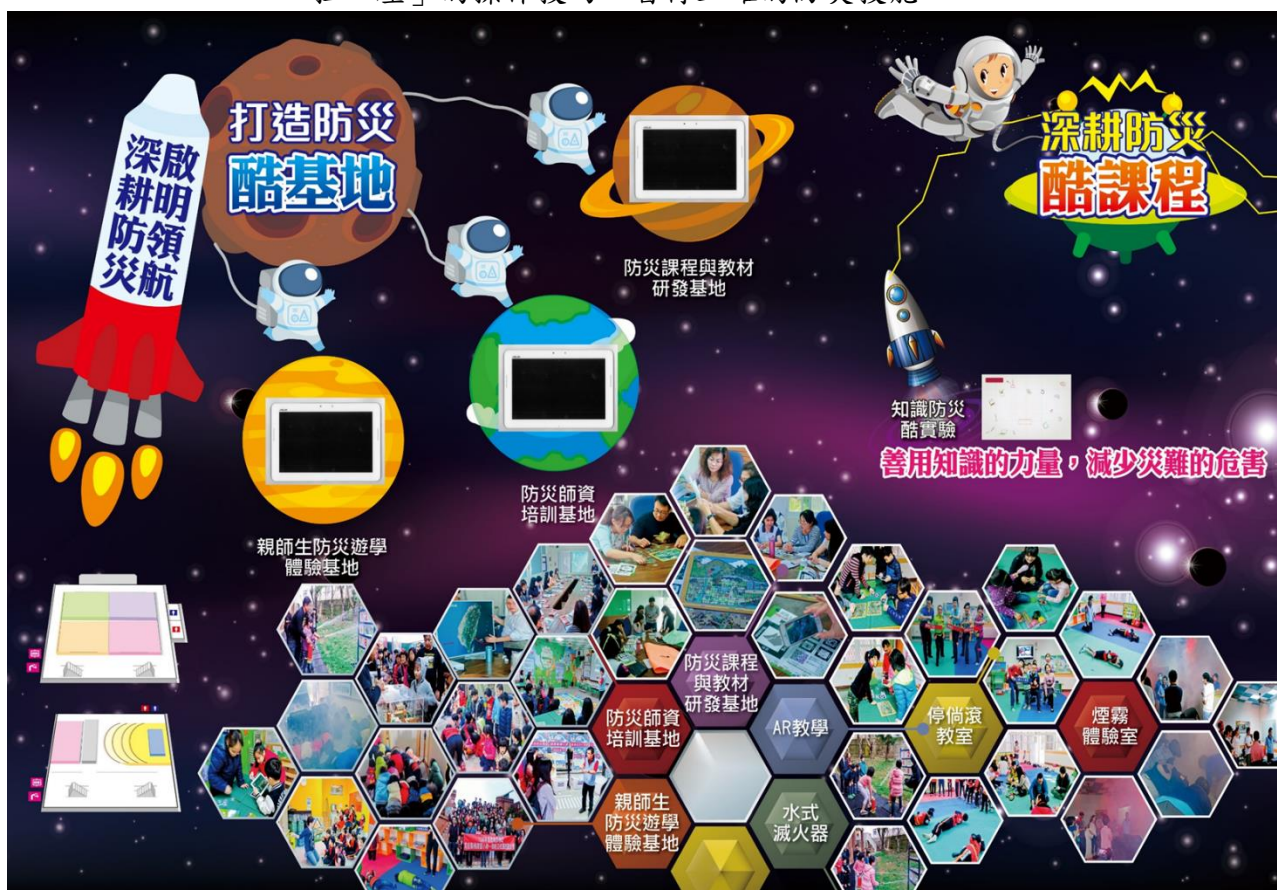 深耕防災
啟明領航
打造防災
酷基地
防災課程與教材
研發基地
防災師資
培訓基地
親師生防災遊學
體驗基地
深耕防災
酷課程
知識防災
酷實驗
善用知識的力量，減少災難的危害
防災課程
與教材
研發基地
防災師資
培訓基地
AR教學
停倘滾
教室
煙霧
體驗室
親師生
防災遊學
體驗基地
水式
滅火器